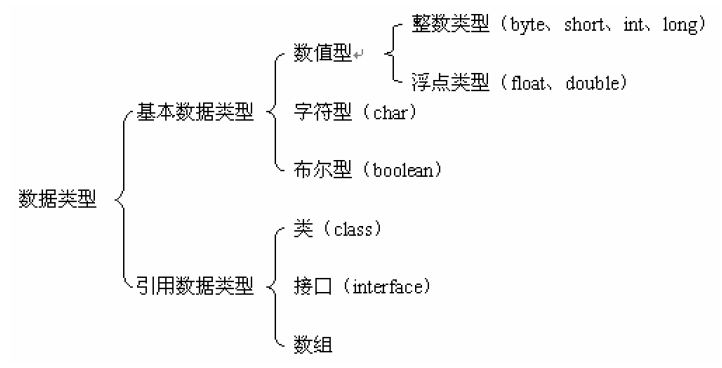 整数类型（byte、short、int、long）
数值型↵
浮点类型（float、double）
基本数据类型
字符型（char）
布尔型（boolean）
数据类型
类（class）
引用数据类型
接口（interface）
数组